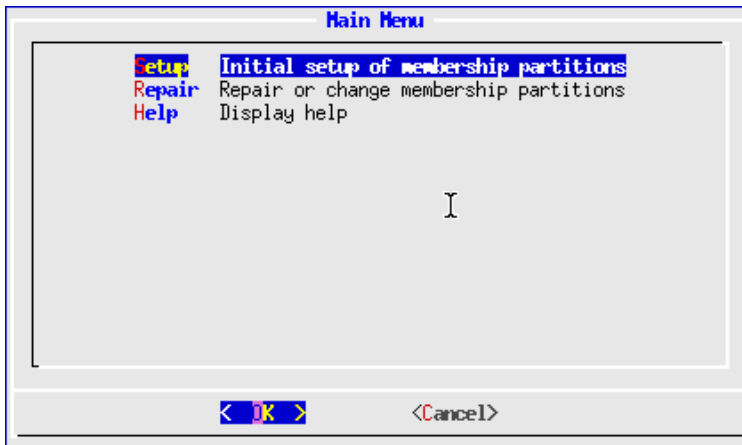 Main Menu
Setup Initial setup of membership partitions
Repair Repair or change membership partitions
Help Display help
< OK > <Cancel>